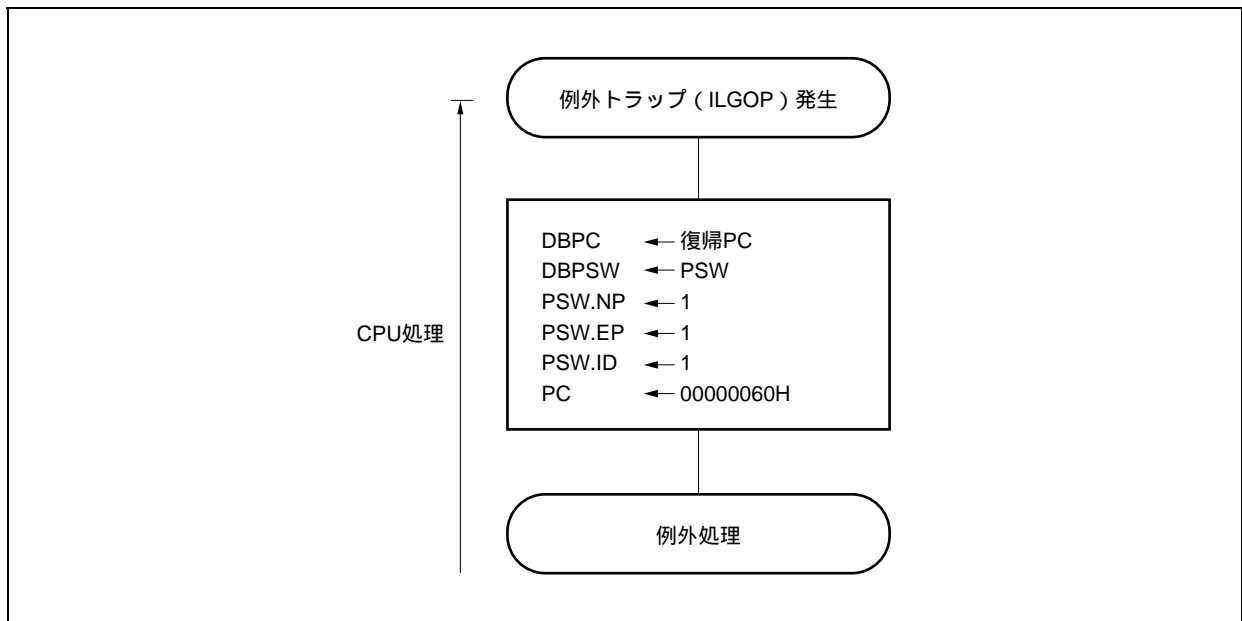 例外トラップ（ILGOP）発生
DBPC ← 復帰PC
DBPSW ← PSW
PSW.NP ← 1
PSW.EP ← 1
PSW.ID ← 1
PC ← 00000060H
CPU処理
例外処理